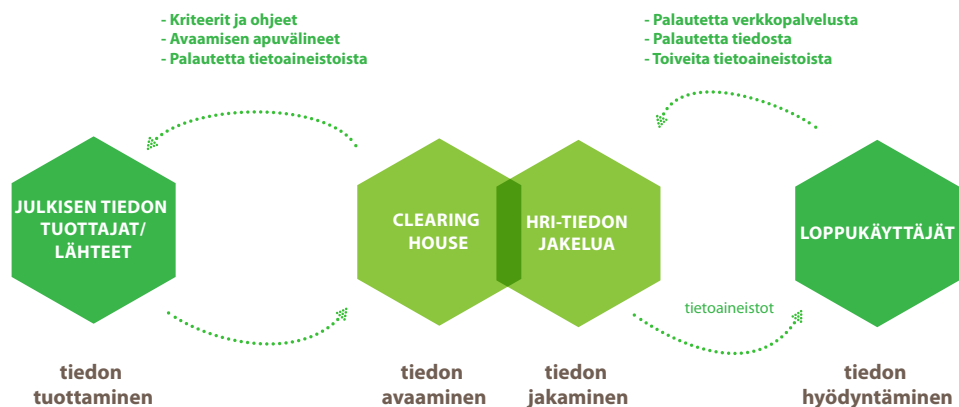 - Kriteerit ja ohjeet
- Avaamisen apuvälineet
- Palautetta tietoaineistoista
- Palautetta verkkopalvelusta
- Palautetta tiedosta
- Toiveita tietoaineistoista
JULKISEN TIEDON
TUOTTAJAT/
LÄHTEET
CLEARING
HOUSE
HRI-TIEDON
JAKELUA
LOPPUKÄYTTÄJÄT
tietoaineistot
tiedon
tuottaminen
tiedon
avaaminen
tiedon
jakaminen
tiedon
hyödyntäminen